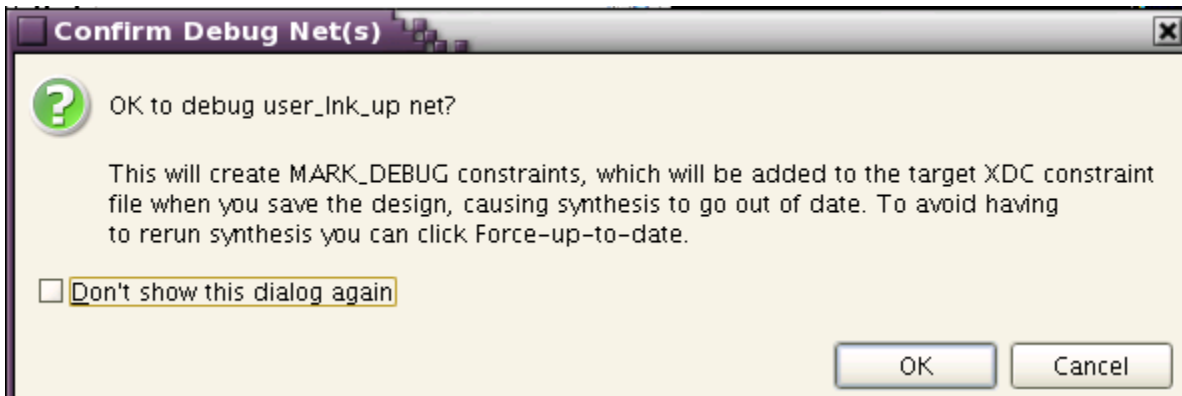 Confirm Debug Net(s)
OK to debug user_lnk_up net?
This will create MARK_DEBUG constraints, which will be added to the target XDC constraint
file when you save the design, causing synthesis to go out of date. To avoid having
to rerun synthesis you can click Force-up-to-date.
Don't show this dialog again
OK
Cancel